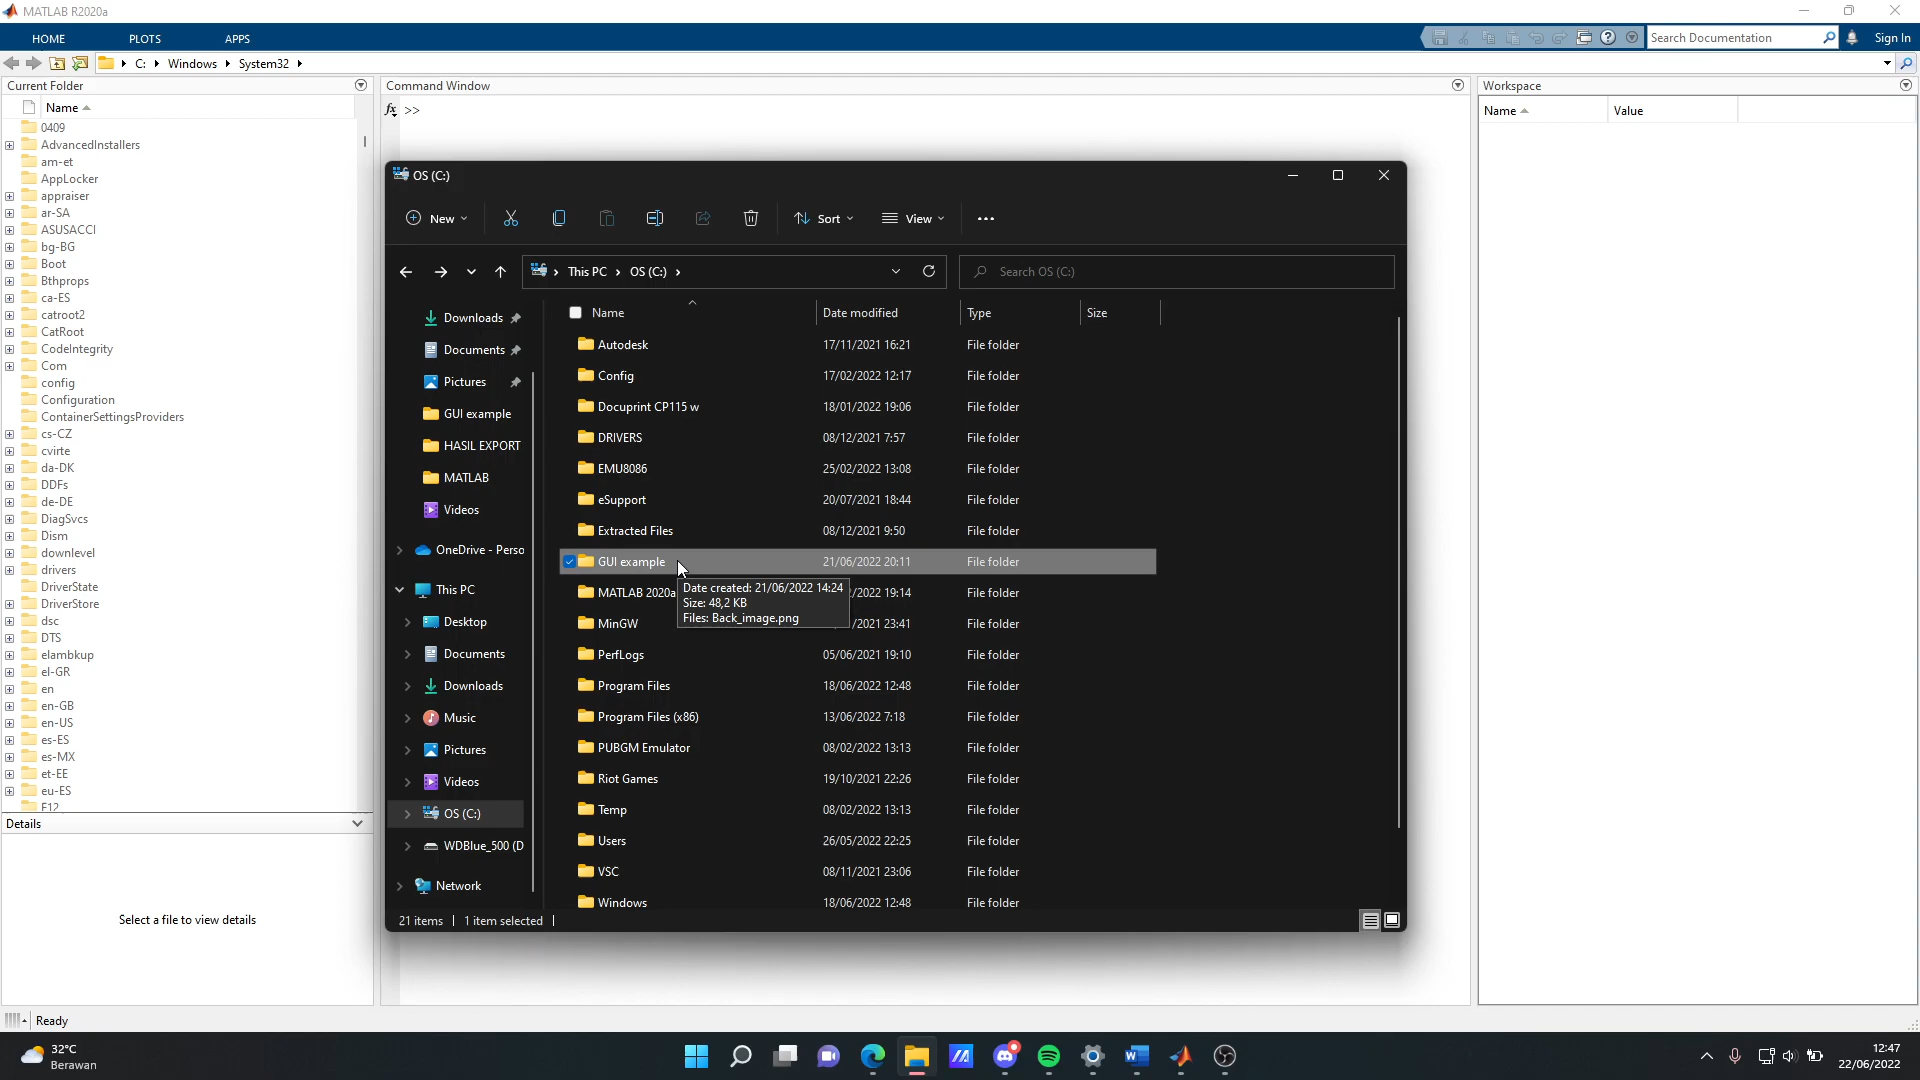 MATLAB R2020a
HOME
PLOTS
APPS
Search Documentation
Sign In
C: Windows System32
Current Folder
Name
0409
AdvancedInstallers
am-et
AppLocker
appraiser
ar-SA
ASUSACCI
bg-BG
Boot
Bthprops
ca-ES
catroot2
CatRoot
CodeIntegrity
Com
config
Configuration
ContainerSettingsProviders
cs-CZ
cvirte
da-DK
DDFs
de-DE
DiagSvcs
Dism
downlevel
drivers
DriverState
DriverStore
dsc
DTS
elambkup
el-GR
en
en-GB
en-US
es-ES
es-MX
et-EE
eu-ES
F12
Details
Select a file to view details
Ready
Command Window
fx >>
OS (C:)
New
Sort
View
This PC OS (C:)
Search OS (C:)
Downloads
Documents
Pictures
GUI example
HASIL EXPORT
MATLAB
Videos
OneDrive - Perso
This PC
Desktop
Documents
Downloads
Music
Pictures
Videos
OS (C:)
WDBlue_500 (D
Network
Name Date modified Type Size
Autodesk 17/11/2021 16:21 File folder
Config 17/02/2022 12:17 File folder
Docuprint CP115 w 18/01/2022 19:06 File folder
DRIVERS 08/12/2021 7:57 File folder
EMU8086 25/02/2022 13:08 File folder
eSupport 20/07/2021 18:44 File folder
Extracted Files 08/12/2021 9:50 File folder
GUI example 21/06/2022 20:11 File folder
MATLAB 2020a /2022 19:14 File folder
MinGW /2021 23:41 File folder
PerfLogs 05/06/2021 19:10 File folder
Program Files 18/06/2022 12:48 File folder
Program Files (x86) 13/06/2022 7:18 File folder
PUBGM Emulator 08/02/2022 13:13 File folder
Riot Games 19/10/2021 22:26 File folder
Temp 08/02/2022 13:13 File folder
Users 26/05/2022 22:25 File folder
VSC 08/11/2021 23:06 File folder
Windows 18/06/2022 12:48 File folder
Date created: 21/06/2022 14:24
Size: 48,2 KB
Files: Back_image.png
21 items 1 item selected
Workspace
Name Value
32°C
Berawan
12:47
22/06/2022